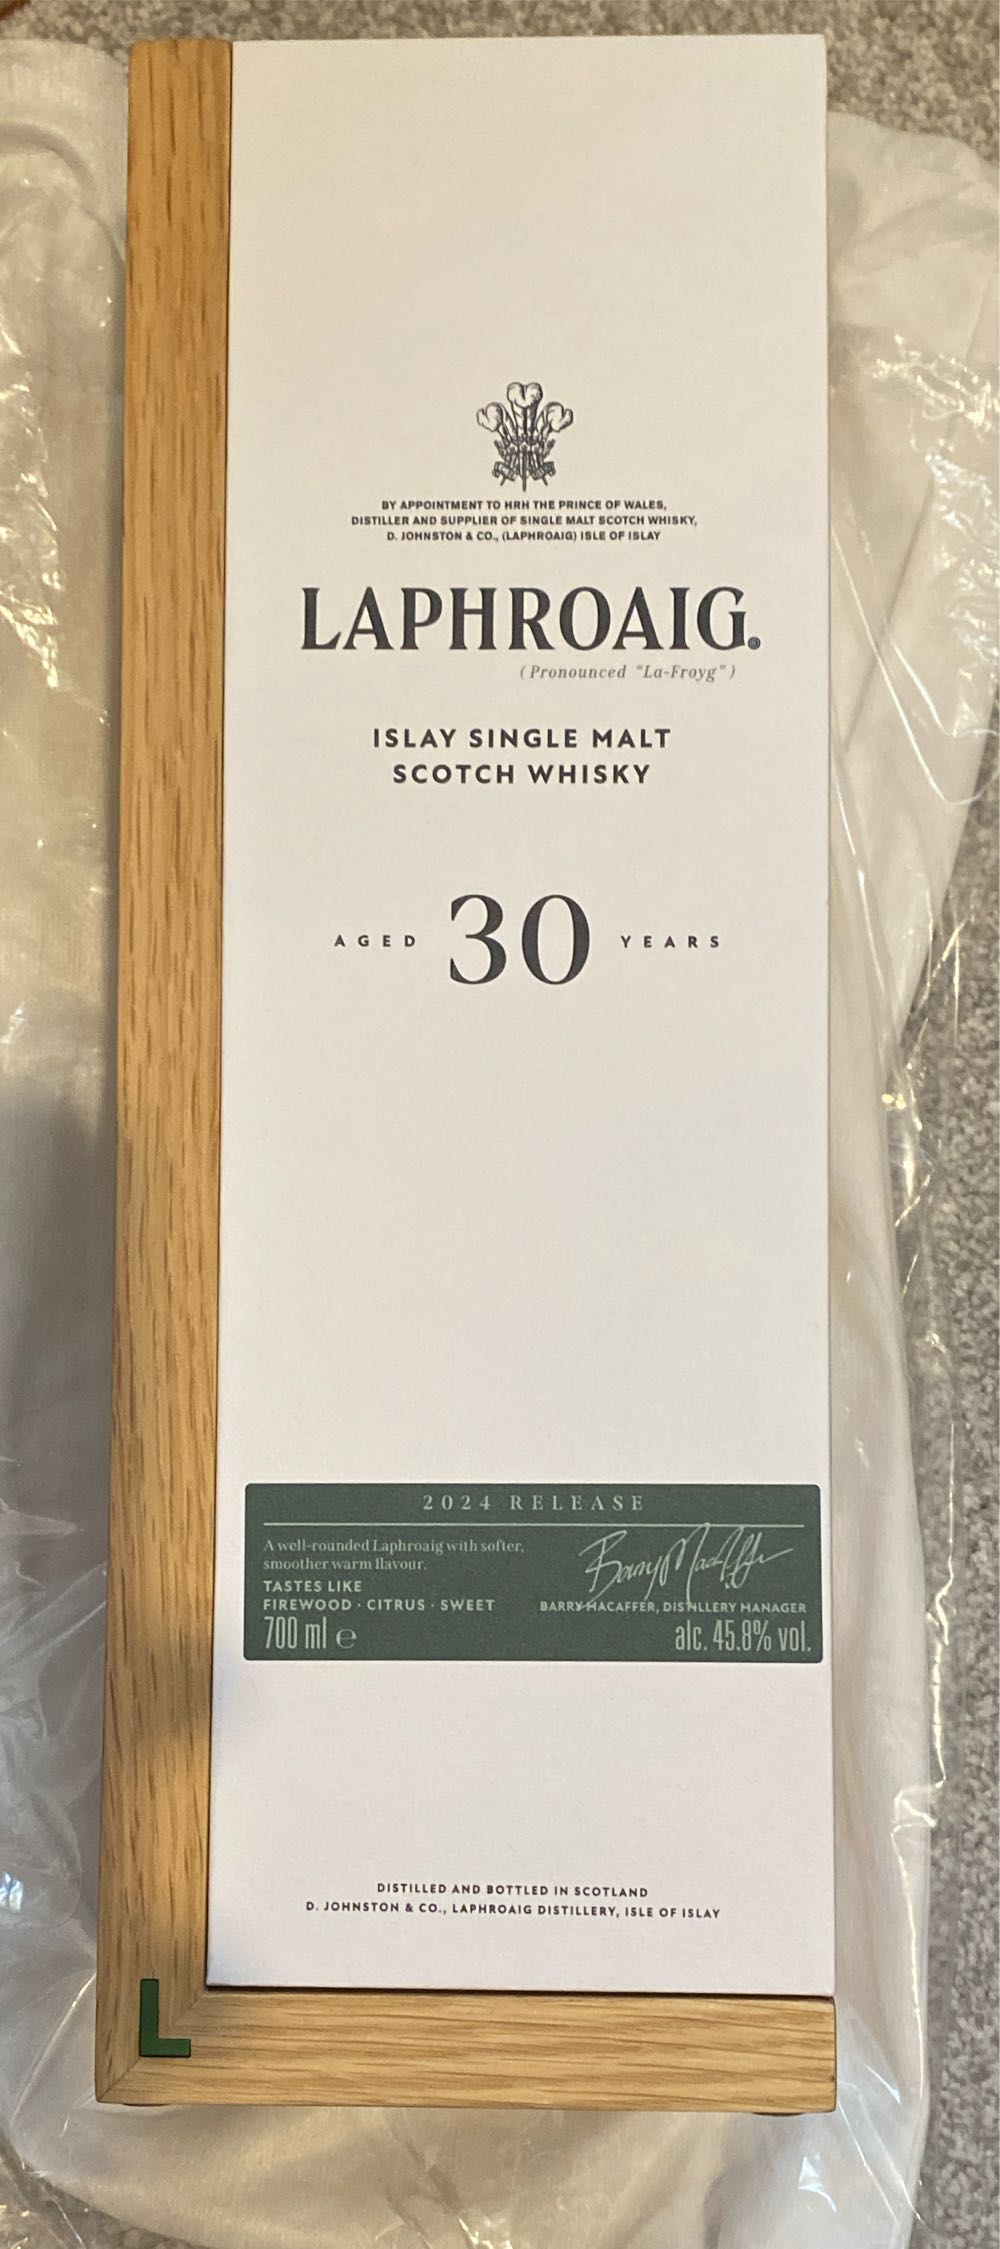 BY APPOINTMENT TO HRH THE PRINCE OF WALES,
DISTILLER AND SUPPLIER OF SINGLE MALT SCOTCH WHISKY,
D. JOHNSTON & CO., (LAPHROAIG) ISLE OF ISLAY
LAPHROAIG®
(Pronounced "La-Froyg")
ISLAY SINGLE MALT
SCOTCH WHISKY
AGED 30 YEARS
2024 RELEASE
A well-rounded Laphroaig with softer,
smoother warm flavour.
TASTES LIKE
FIREWOOD · CITRUS · SWEET
700 ml ℮
Barry MacAffer
BARRY MACAFFER, DISTILLERY MANAGER
alc. 45.8% vol.
DISTILLED AND BOTTLED IN SCOTLAND
D. JOHNSTON & CO., LAPHROAIG DISTILLERY, ISLE OF ISLAY
L